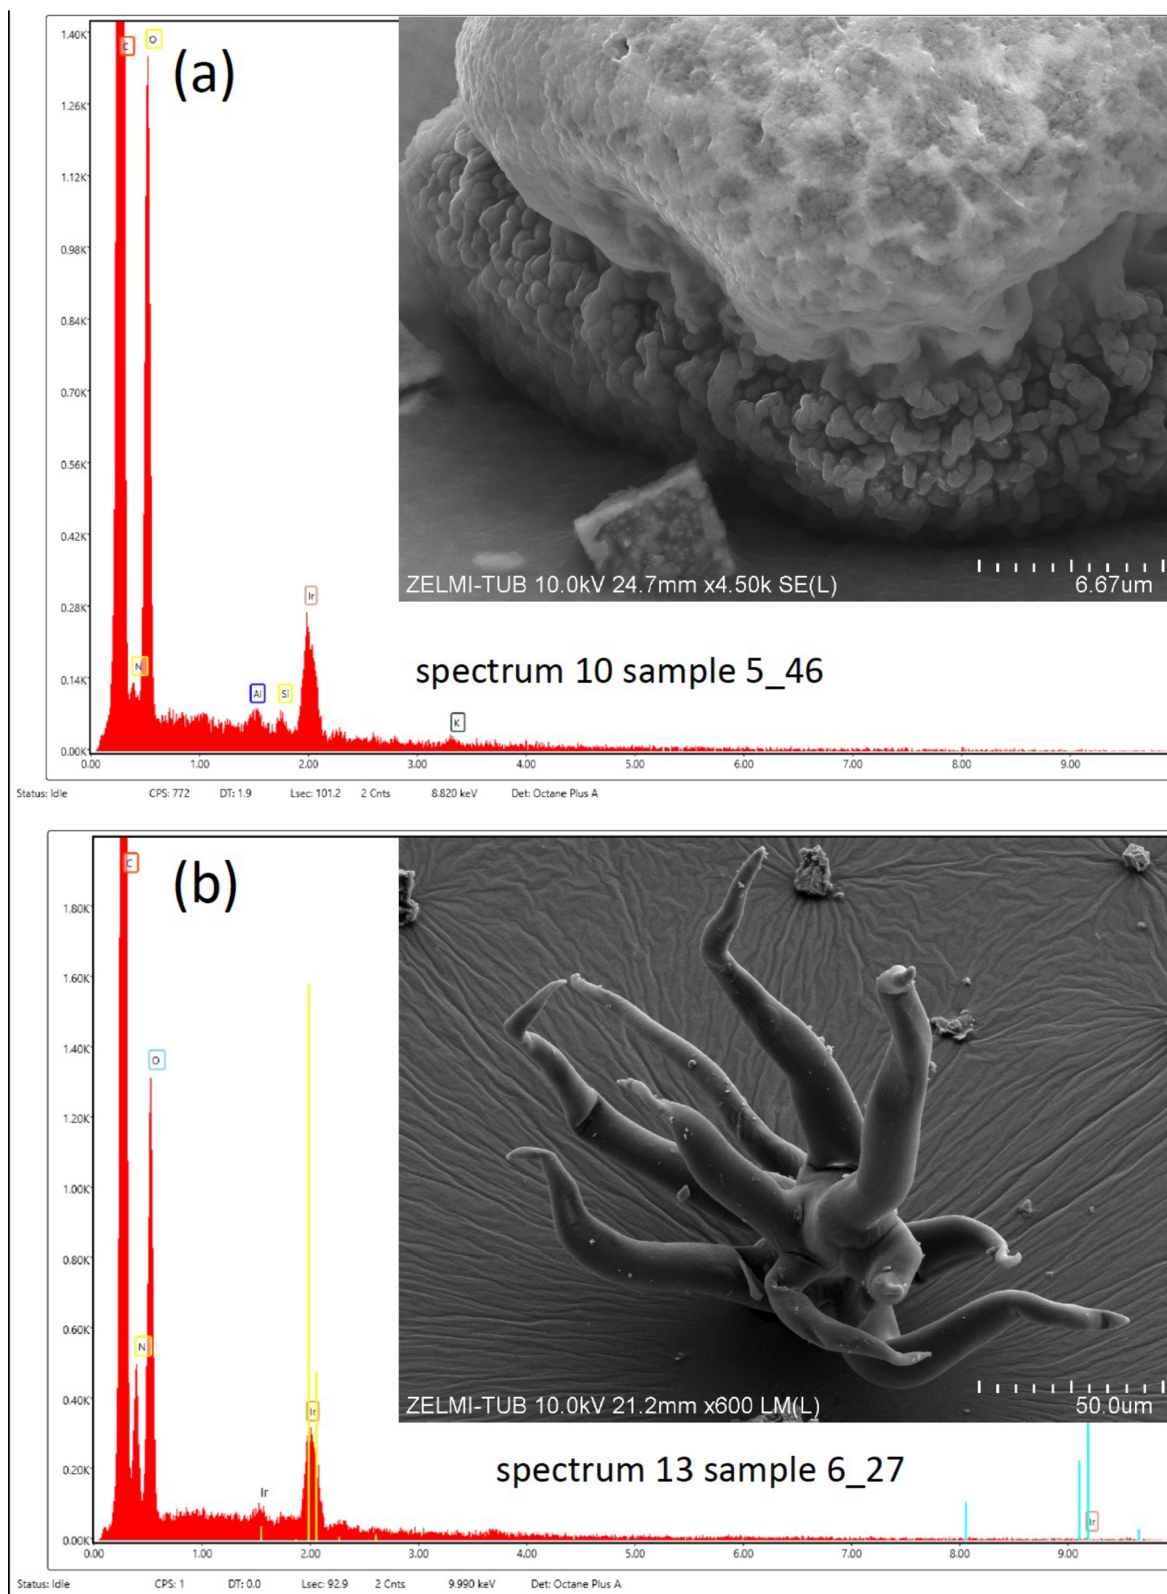 1.40K
C
O
(a)
1.26K
1.12K
0.98K
0.84K
0.70K
0.56K
0.42K
ZELMI-TUB 10.0kV 24.7mm x4.50k SE(L)
6.67um
0.28K
Ir
spectrum 10 sample 5_46
0.14K
N
Al
Si
K
0.00K
0.00 1.00 2.00 3.00 4.00 5.00 6.00 7.00 8.00 9.00
Status: Idle CPS: 772 DT: 1.9 Lsec: 101.2 2 Cnts 8.820 keV Det: Octane Plus A
C
(b)
1.80K
1.60K
1.40K
O
1.20K
1.00K
0.80K
0.60K
N
0.40K
Ir
ZELMI-TUB 10.0kV 21.2mm x600 LM(L)
50.0um
0.20K
spectrum 13 sample 6_27
Ir
Ir
0.00K
0.00 1.00 2.00 3.00 4.00 5.00 6.00 7.00 8.00 9.00
Status: Idle CPS: 1 DT: 0.0 Lsec: 92.9 2 Cnts 9.990 keV Det: Octane Plus A